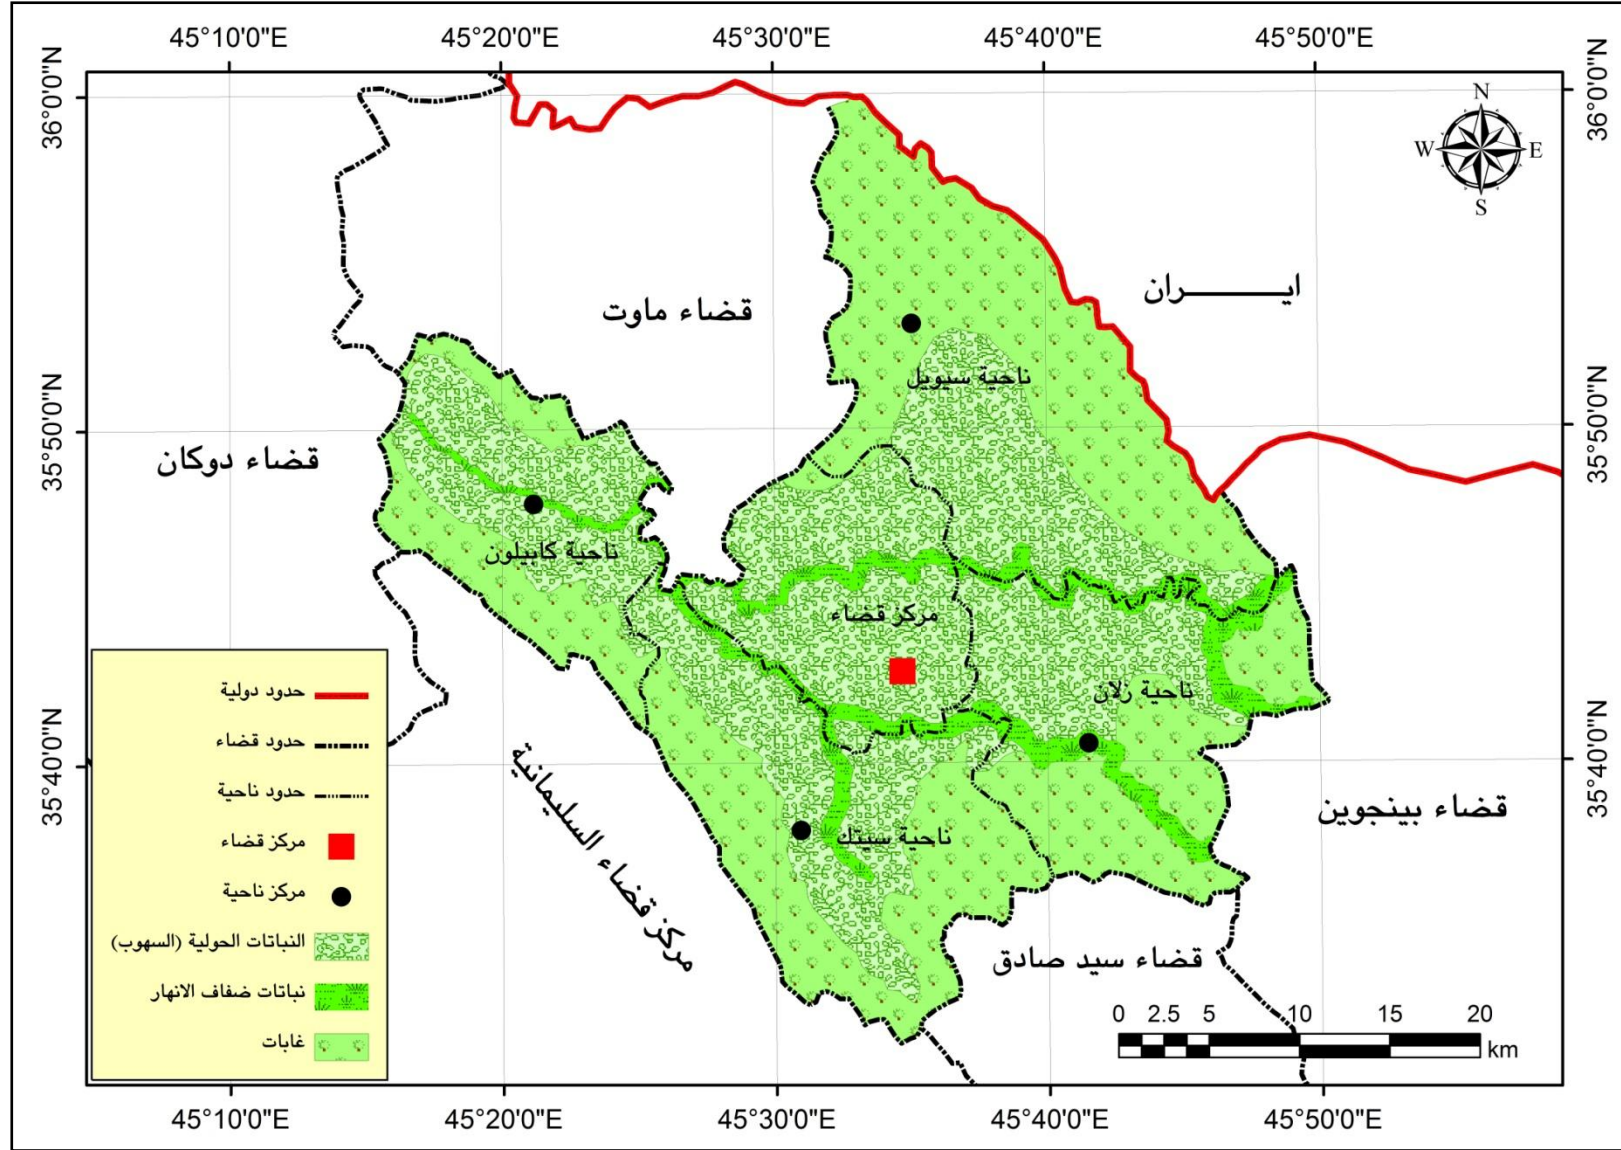 45°10'0"E 45°20'0"E 45°30'0"E 45°40'0"E 45°50'0"E
36°0'0"N
36°0'0"N
N
W E
S
ايـــــــران
قضاء ماوت
ناحية سيويل
35°50'0"N
35°50'0"N
قضاء دوكان
ناحية كابيلون
مركز قضاء
ناحية زلان
35°40'0"N
35°40'0"N
قضاء بينجوين
ناحية سيتك
مركز قضاء السليمانية
قضاء سيد صادق
حدود دولية
حدود قضاء
حدود ناحية
مركز قضاء
مركز ناحية
النباتات الحولية (السهوب)
نباتات ضفاف الانهار
غابات
0 2.5 5 10 15 20
km
45°10'0"E 45°20'0"E 45°30'0"E 45°40'0"E 45°50'0"E